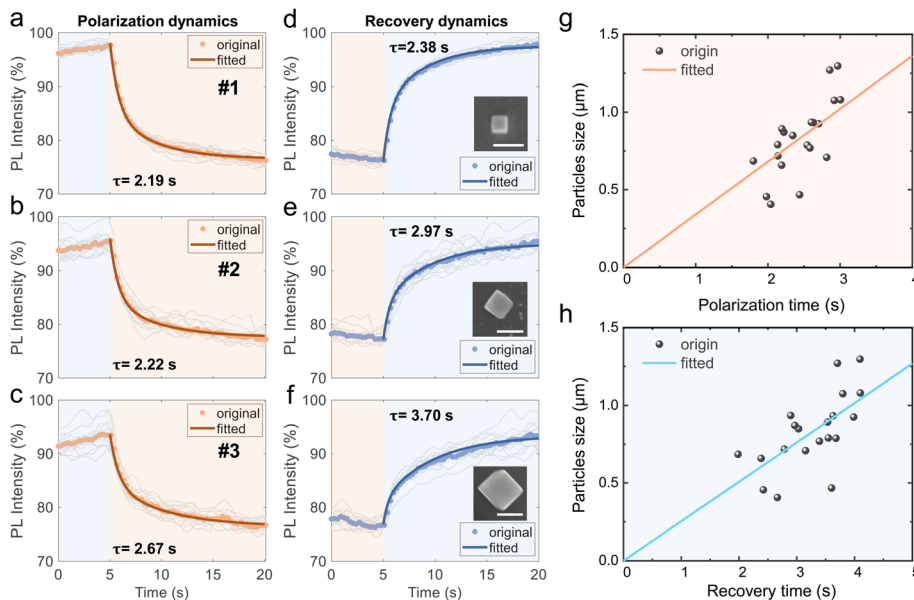 a
Polarization dynamics
100
90
80
70
PL Intensity (%)
original
fitted
#1
τ= 2.19 s
b
100
90
80
70
PL Intensity (%)
original
fitted
#2
τ= 2.22 s
c
100
90
80
70
PL Intensity (%)
original
fitted
#3
τ= 2.67 s
0
5
10
15
20
Time (s)
d
Recovery dynamics
100
90
80
70
PL Intensity (%)
τ=2.38 s
original
fitted
e
100
90
80
70
PL Intensity (%)
τ= 2.97 s
original
fitted
f
100
90
80
70
PL Intensity (%)
τ= 3.70 s
original
fitted
0
5
10
15
20
Time (s)
g
1.5
1.0
0.5
0.0
Particles size (μm)
origin
fitted
0
1
2
3
4
Polarization time (s)
h
1.5
1.0
0.5
0.0
Particles size (μm)
origin
fitted
0
1
2
3
4
5
Recovery time (s)